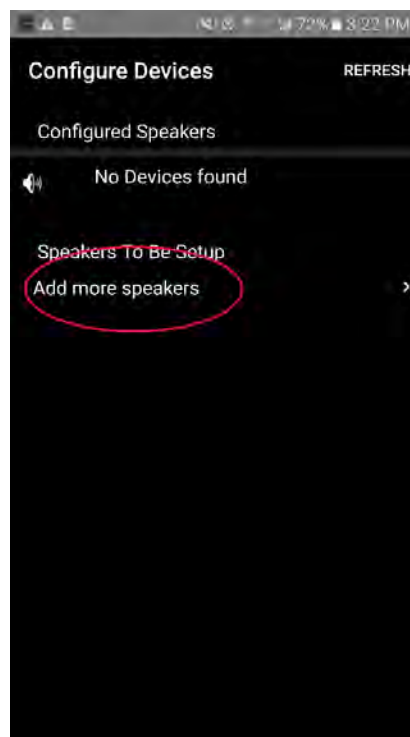 72% 3:22 PM
Configure Devices REFRESH
Configured Speakers
No Devices found
Speakers To Be Setup
Add more speakers